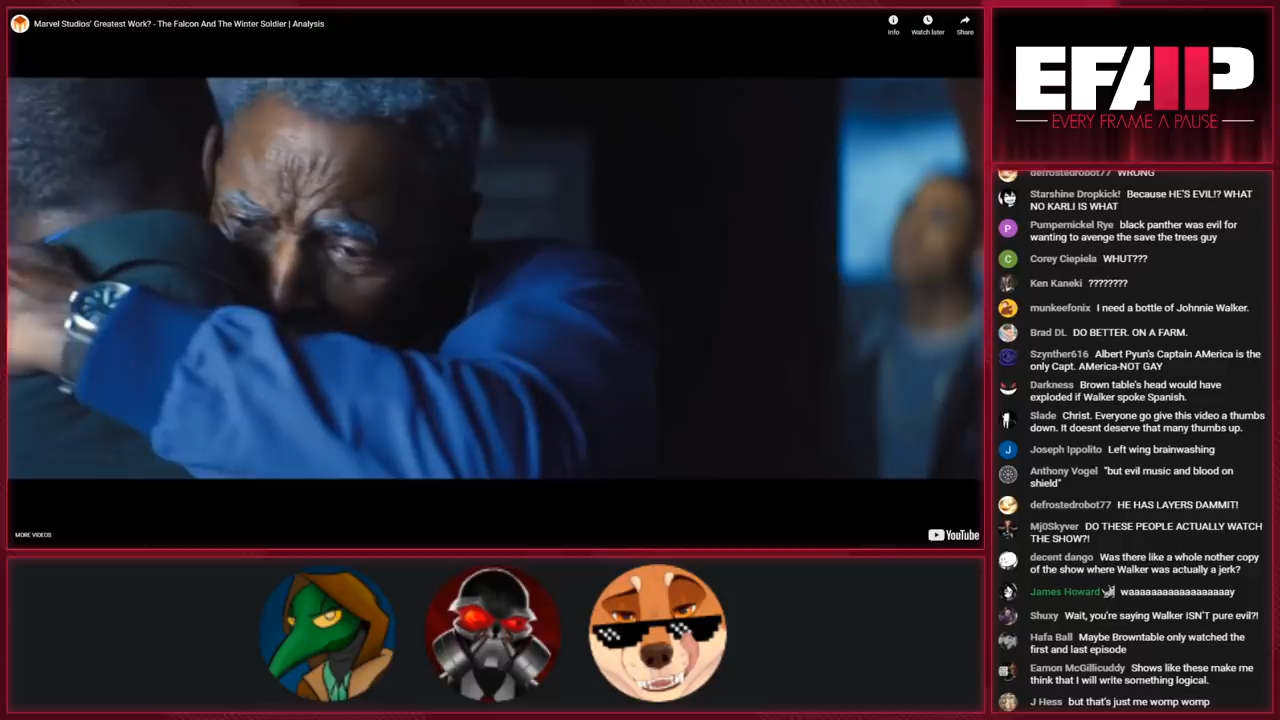 Marvel Studios' Greatest Work? - The Falcon And The Winter Soldier | Analysis
Info
Watch later
Share
MORE VIDEOS
YouTube
EFAP
EVERY FRAME A PAUSE
defrostedrobot77 WRONG
Starshine Dropkick! Because HE'S EVIL!? WHAT
NO KARLI IS WHAT
P
Pumpernickel Rye black panther was evil for
wanting to avenge the save the trees guy
C
Corey Ciepiela WHUT???
Ken Kaneki ????????
munkeefonix I need a bottle of Johnnie Walker.
Brad DL DO BETTER. ON A FARM.
Szynther616 Albert Pyun's Captain AMerica is the
only Capt. AMerica-NOT GAY
Darkness Brown table's head would have
exploded if Walker spoke Spanish.
Slade Christ. Everyone go give this video a thumbs
down. It doesnt deserve that many thumbs up.
J
Joseph Ippolito Left wing brainwashing
Anthony Vogel "but evil music and blood on
shield"
defrostedrobot77 HE HAS LAYERS DAMMIT!
Mj0Skyver DO THESE PEOPLE ACTUALLY WATCH
THE SHOW?!
decent dango Was there like a whole nother copy
of the show where Walker was actually a jerk?
James Howard waaaaaaaaaaaaaaaaaay
Shuxy Wait, you're saying Walker ISN'T pure evil?!
Hafa Ball Maybe Browntable only watched the
first and last episode
Eamon McGillicuddy Shows like these make me
think that I will write something logical.
J Hess but that's just me womp womp